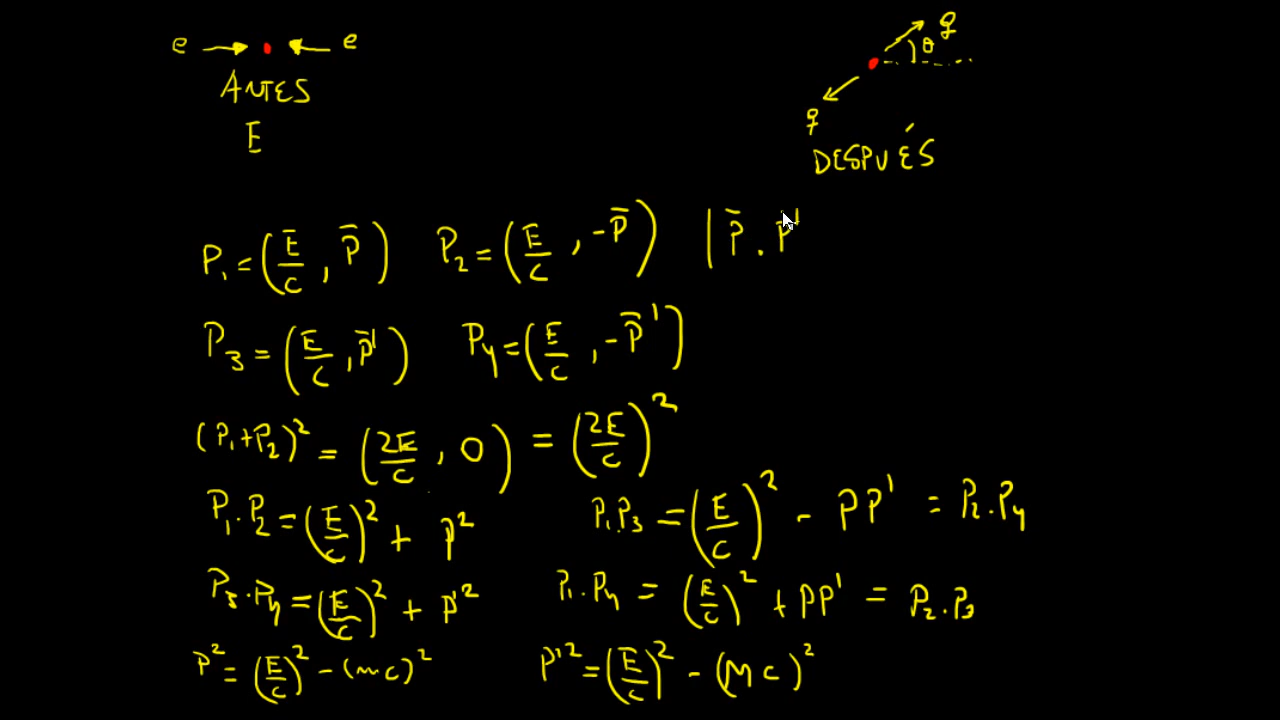 e e
ANTES
E
q θ
q
DESPUÉS
P₁ = (E̅/c, p̅) P₂ = (E/c, -p̅) |p̅ . p̅'
P₃ = (E/c, p̅') P₄ = (E/c, -p̅')
(P₁+P₂)² = (2E/c, 0) = (2E/c)²
P₁.P₂ = (E/c)² + p² P₁.P₃ = (E/c)² - pp' = P₂.P₄
P₃.P₄ = (E/c)² + p'² P₁.P₄ = (E/c)² + pp' = P₂.P₃
p² = (E/c)² - (mc)² p'² = (E/c)² - (Mc)²